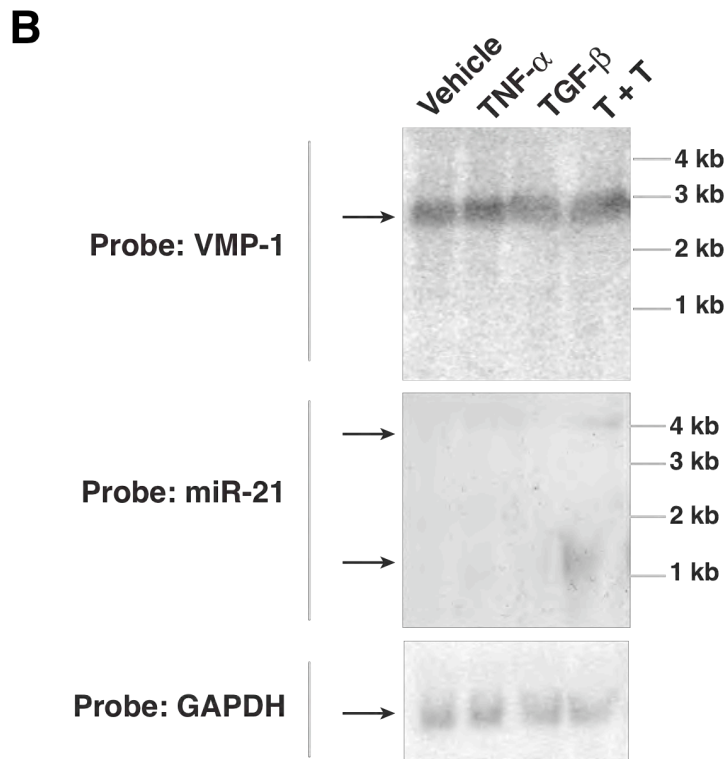 B
Vehicle
TNF-α
TGF-β
T + T
4 kb
3 kb
Probe: VMP-1
2 kb
1 kb
4 kb
3 kb
Probe: miR-21
2 kb
1 kb
Probe: GAPDH